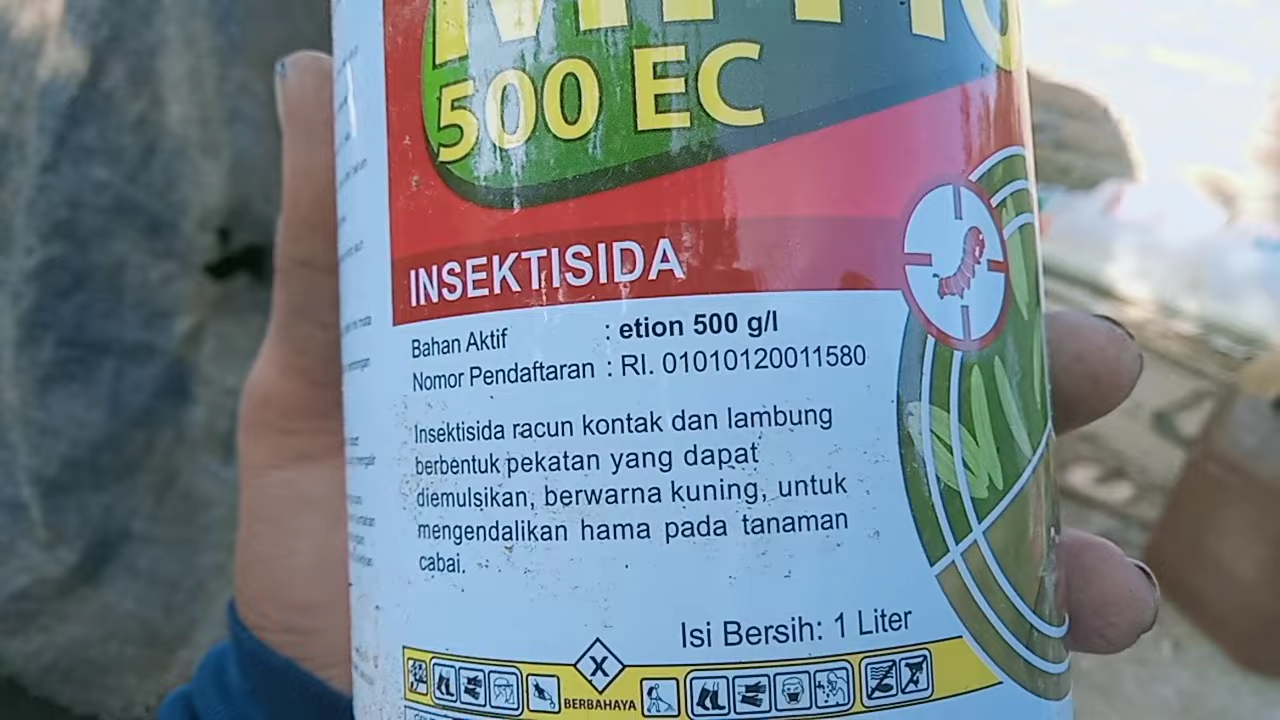 500 EC
INSEKTISIDA
Bahan Aktif : etion 500 g/l
Nomor Pendaftaran : RI. 01010120011580
Insektisida racun kontak dan lambung
berbentuk pekatan yang dapat
diemulsikan, berwarna kuning, untuk
mengendalikan hama pada tanaman
cabai.
Isi Bersih: 1 Liter
X
BERBAHAYA